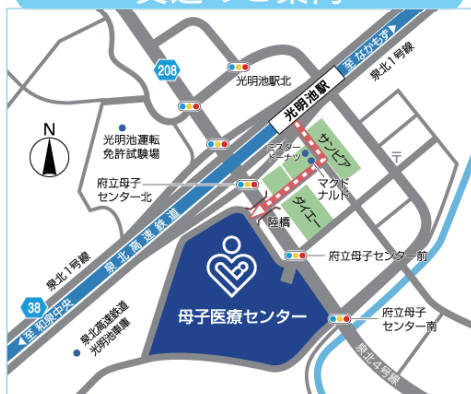 交通のご案内
至なかもず
泉北1号線
208
光明池駅北
光明池駅
N
光明池運転
免許試験場
ミスター
ドーナツ
サンピア
〒
マクド
ナルド
府立母子
センター北
ダイエー
陸橋
泉北高速鉄道
府立母子センター前
泉北1号線
38
至和泉中央
母子医療センター
泉北高速鉄道
光明池車庫
府立母子
センター南
泉北4号線